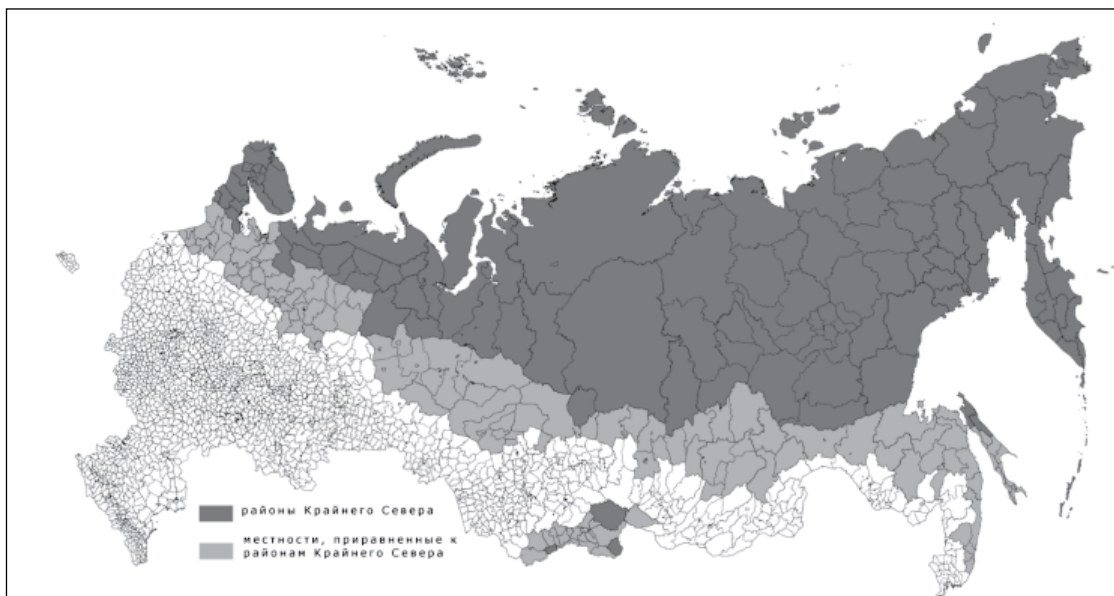 районы Крайнего Севера
местности, приравненные к
районам Крайнего Севера